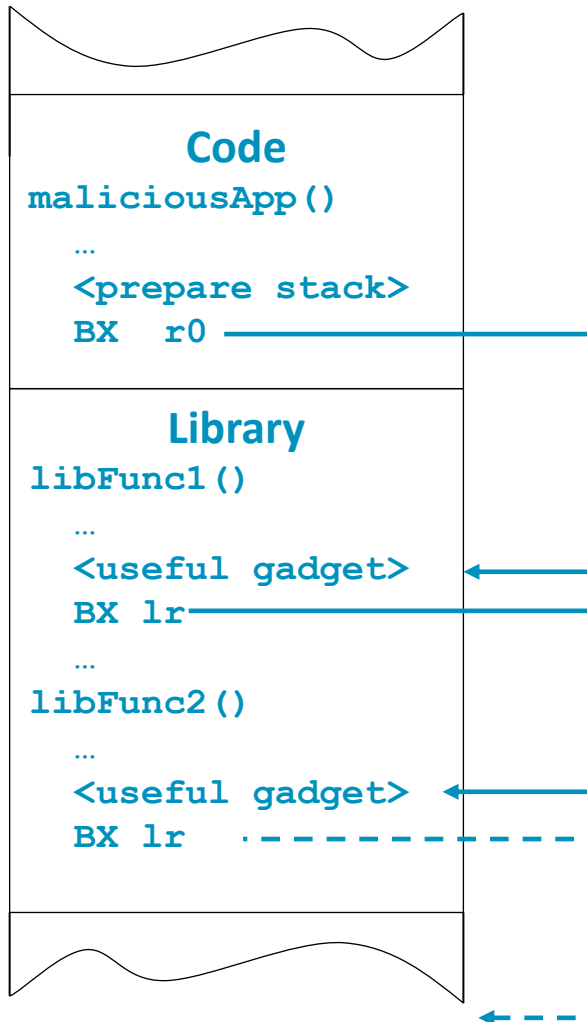 Code
maliciousApp()
…
<prepare stack>
BX r0
Library
libFunc1()
…
<useful gadget>
BX lr
…
libFunc2()
…
<useful gadget>
BX lr